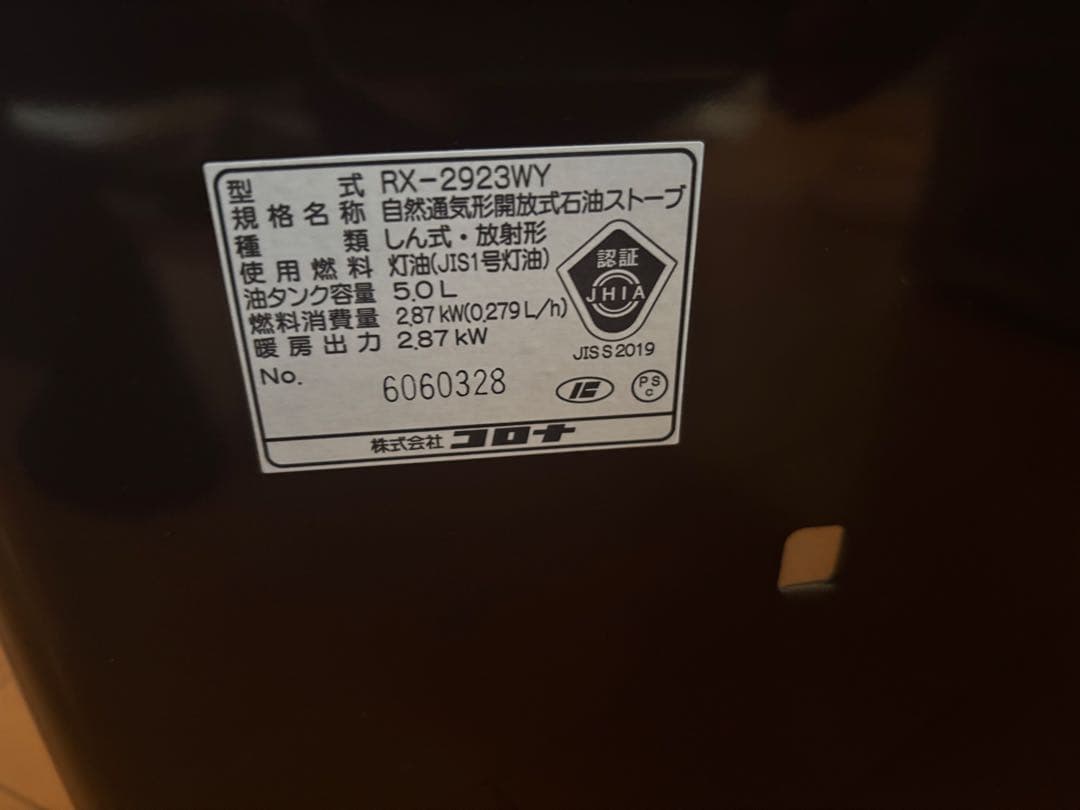 型式 RX-2923WY
規格名称 自然通気形開放式石油ストーブ
種類 しん式・放射形
使用燃料 灯油(JIS1号灯油)
油タンク容量 5.0L
燃料消費量 2.87kW(0.279L/h)
暖房出力 2.87kW
認証
JHIA
JIS S 2019
No. 6060328
PS
C
株式会社コロナ